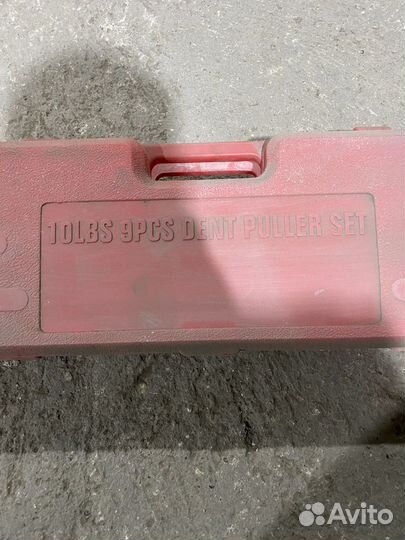 10LBS 9PCS DENT PULLER SET
Avito